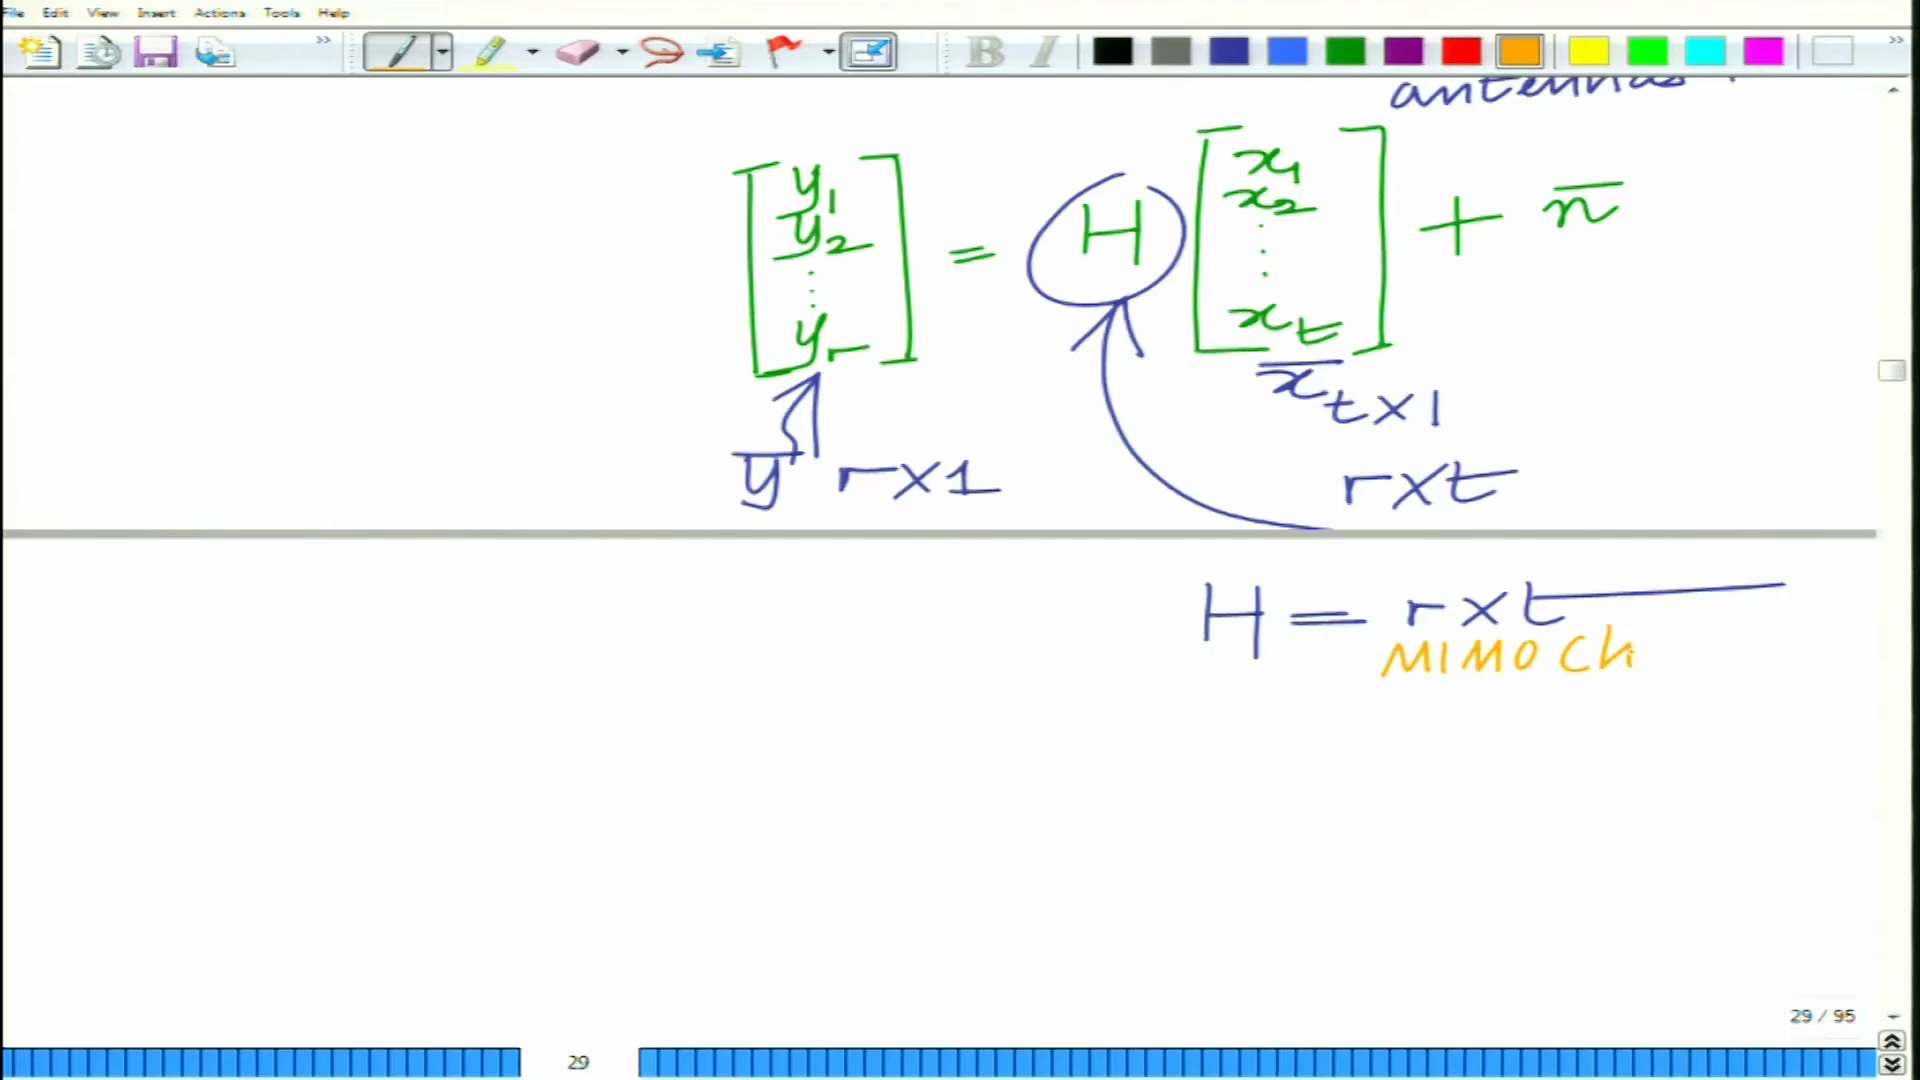 File Edit View Insert Actions Tools Help
B I
antennas
[y1 y2 ⋮ yr] = H [x1 x2 ⋮ xt] + n̅
x̅ t×1
y̅ r×1
r×t
H = r×t
MIMO Ch
29 / 95
29